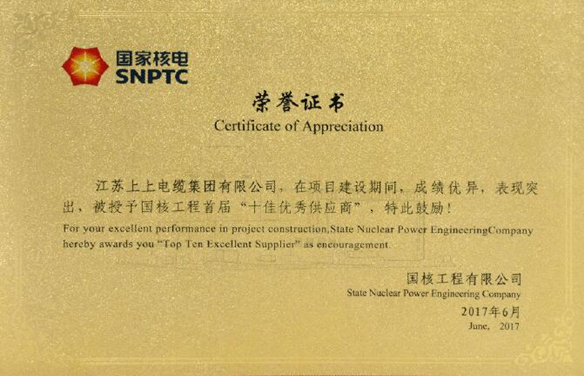 国家核电
SNPTC
荣誉证书
Certificate of Appreciation
江苏上上电缆集团有限公司，在项目建设期间，成绩优异，表现突
出，被授予国核工程首届“十佳优秀供应商”，特此鼓励！
For your excellent performance in project construction,State Nuclear Power EngineeringCompany
hereby awards you “Top Ten Excellent Supplier” as encouragement.
国核工程有限公司
State Nuclear Power Engineering Company
2017年6月
June, 2017